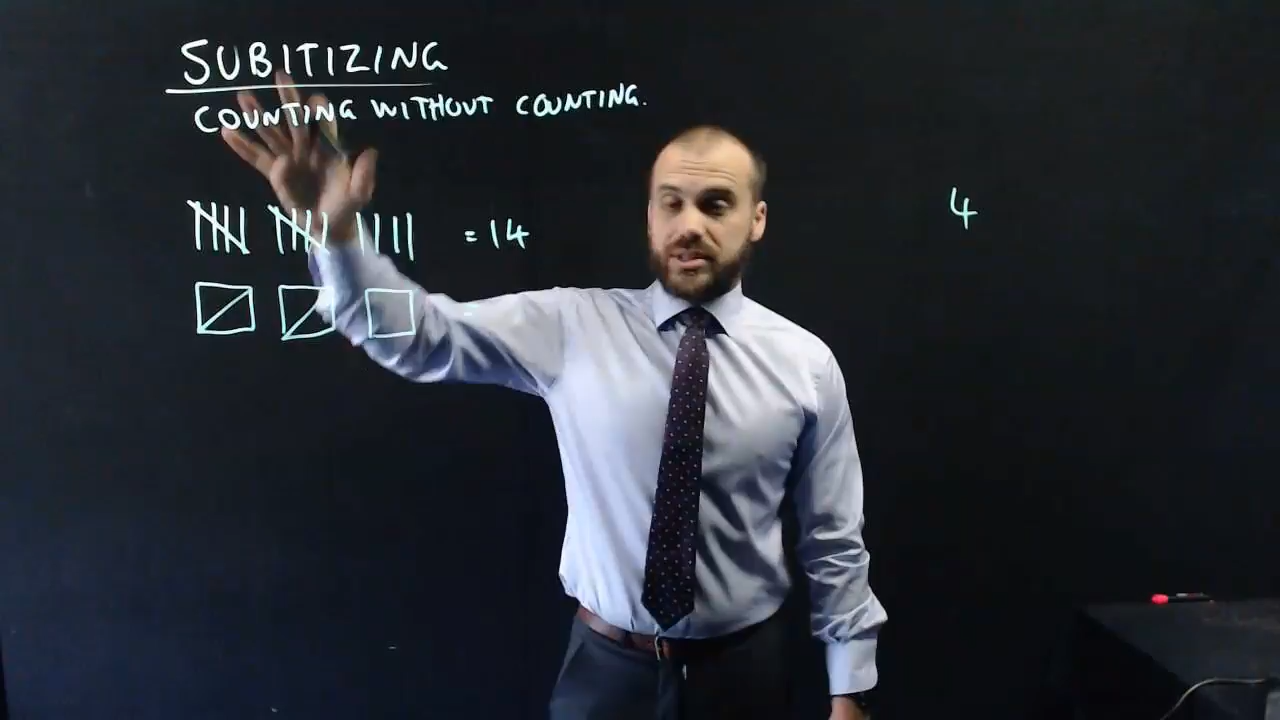 SUBITIZING
COUNTING WITHOUT COUNTING.
= 14
4
=